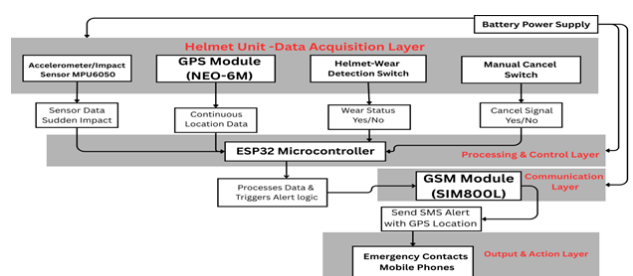 Battery Power Supply
Helmet Unit -Data Acquisition Layer
Accelerometer/Impact
Sensor MPU6050
GPS Module
(NEO-6M)
Helmet-Wear
Detection Switch
Manual Cancel
Switch
Sensor Data
Sudden Impact
Continuous
Location Data
Wear Status
Yes/No
Cancel Signal
Yes/No
ESP32 Microcontroller
Processing & Control Layer
Processes Data &
Triggers Alert logic
GSM Module
(SIM800L)
Communication
Layer
Send SMS Alert
with GPS Location
Output & Action Layer
Emergency Contacts
Mobile Phones